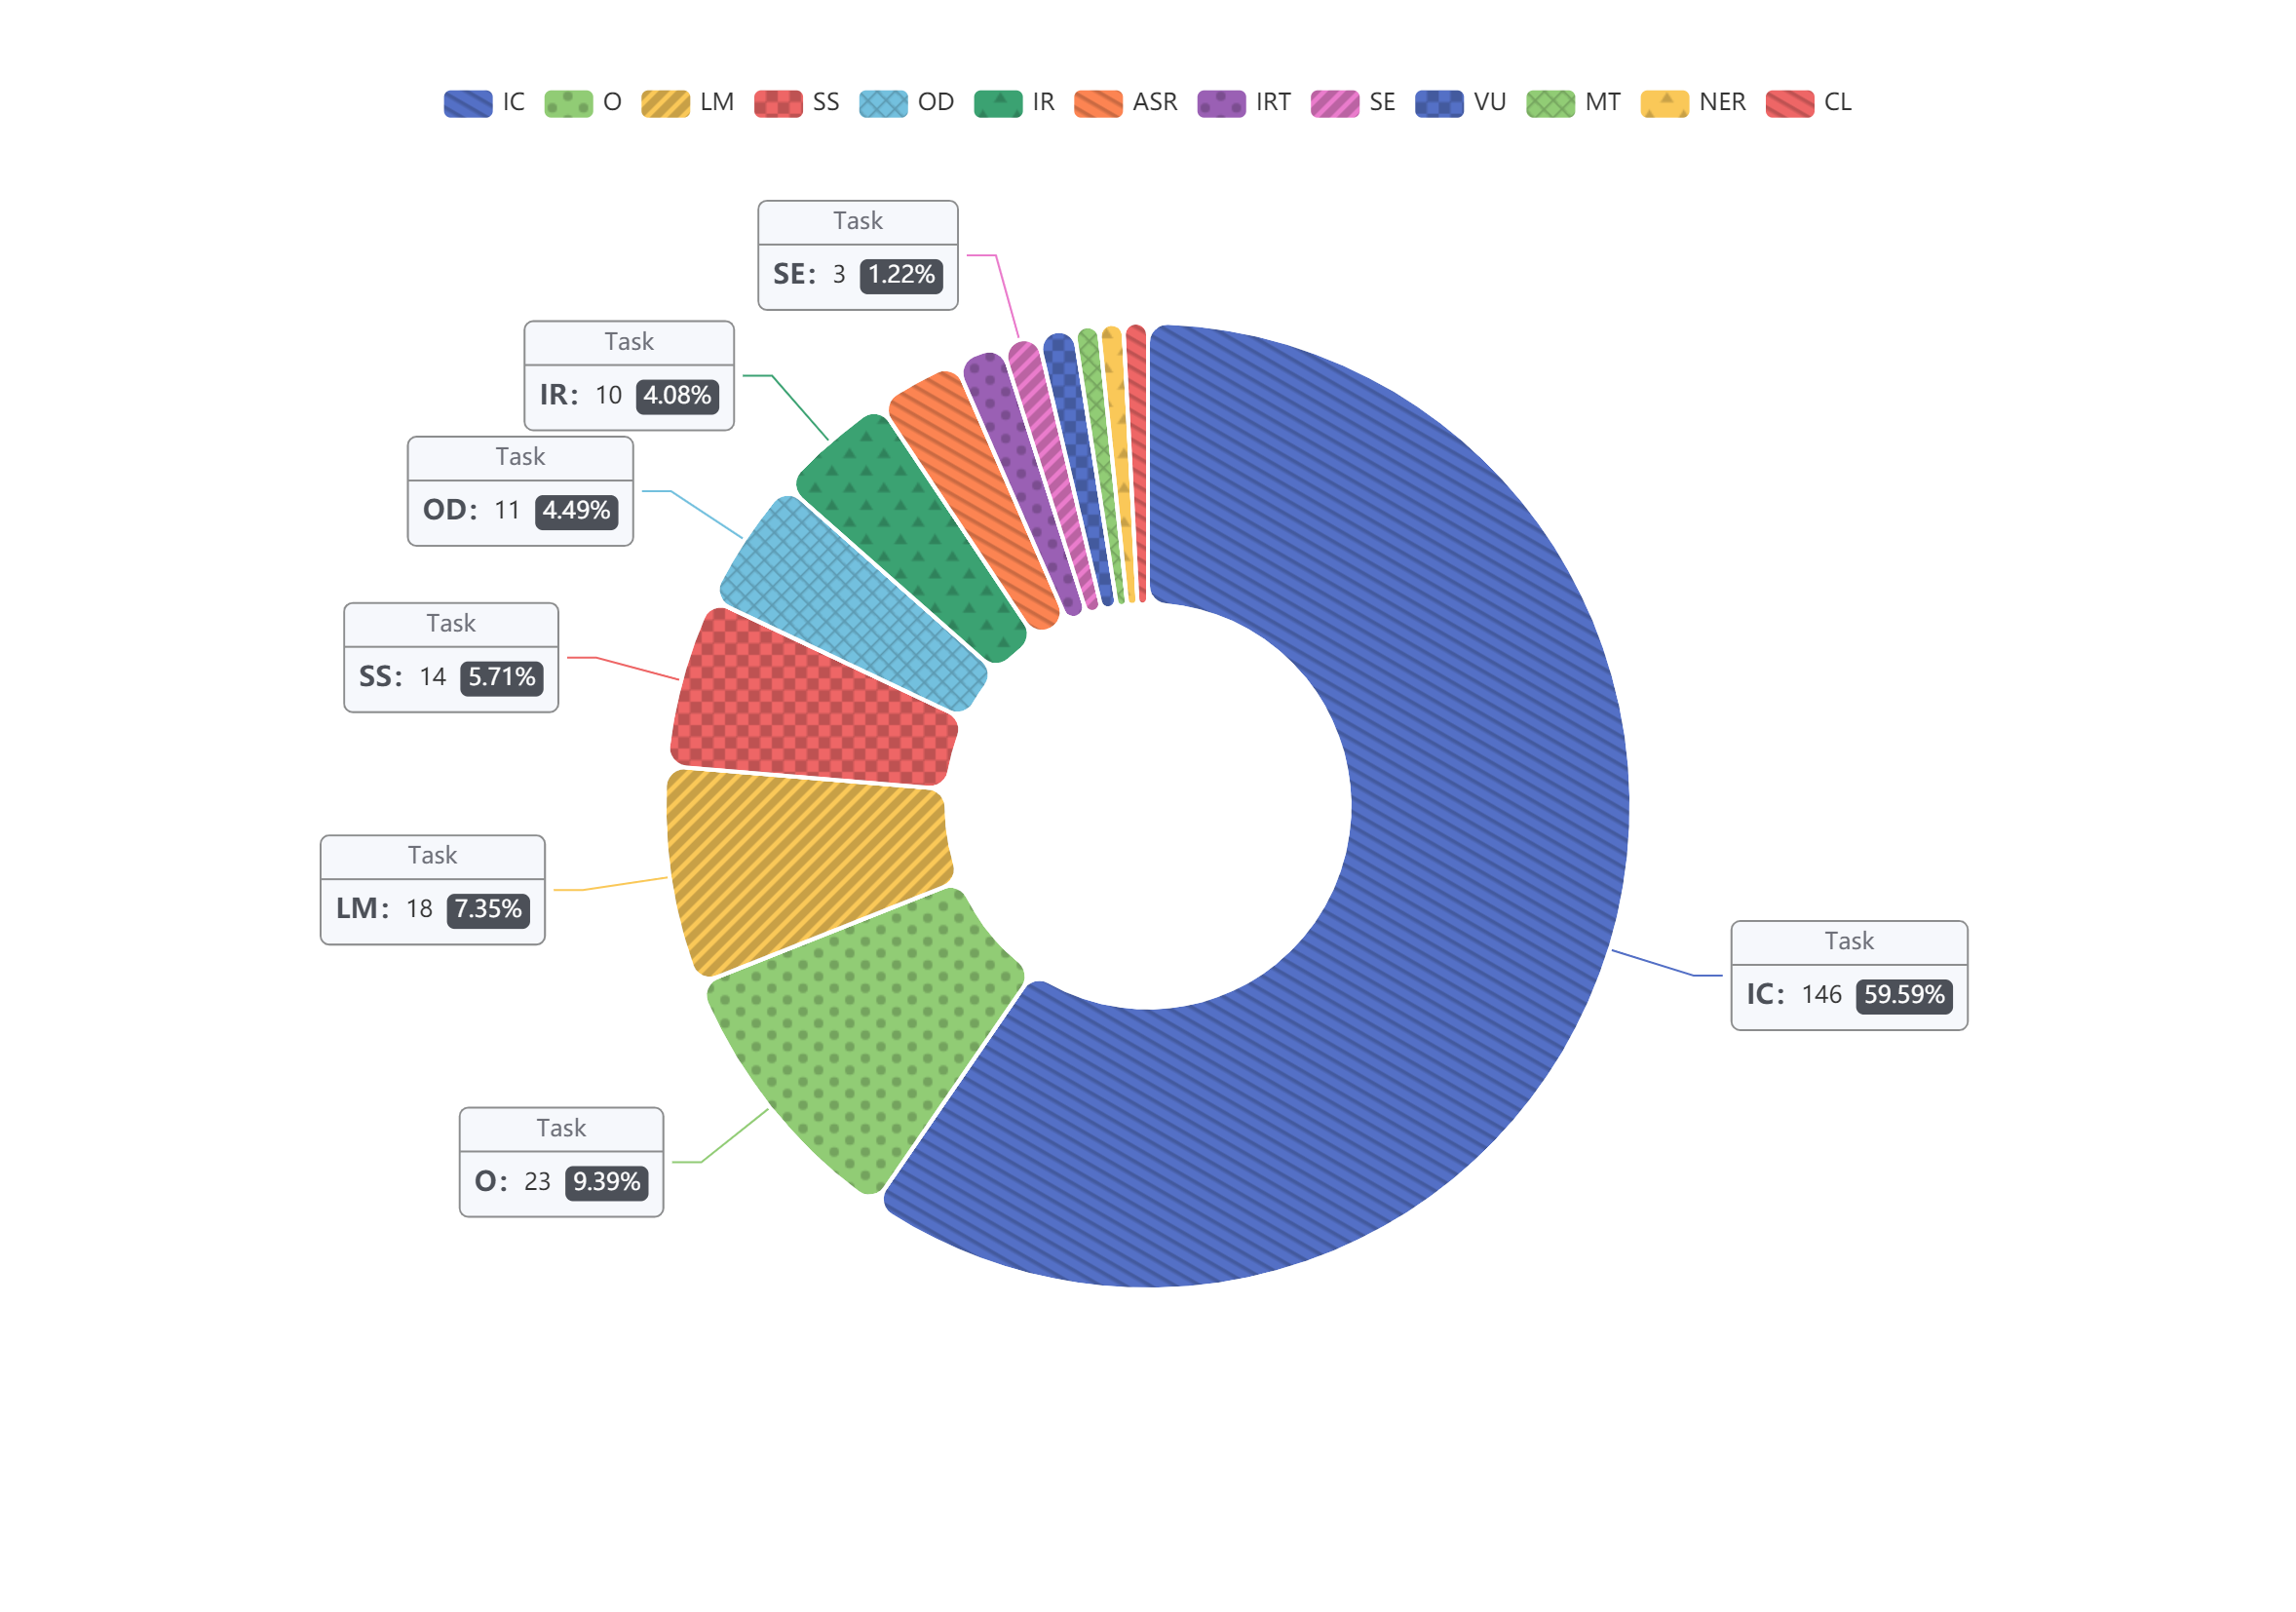 IC O LM SS OD IR ASR IRT SE VU MT NER CL
Task
SE: 3 1.22%
Task
IR: 10 4.08%
Task
OD: 11 4.49%
Task
SS: 14 5.71%
Task
LM: 18 7.35%
Task
IC: 146 59.59%
Task
O: 23 9.39%